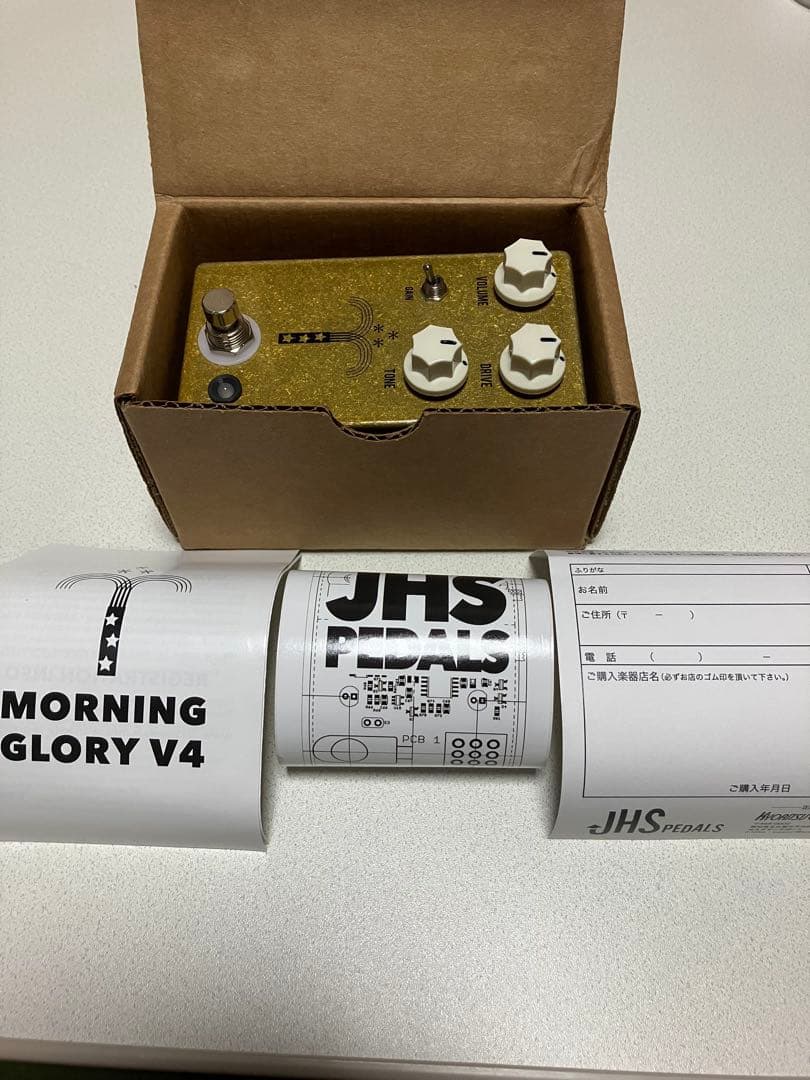 VOLUME
GAIN
TONE
DRIVE
MORNING
GLORY V4
JHS
PEDALS
PCB 1
ふりがな
お名前
ご住所(〒　－　)
電　話　(　　)　　－
ご購入楽器店名(必ずお店のゴム印を頂いて下さい。)
ご購入年月日
JHS PEDALS